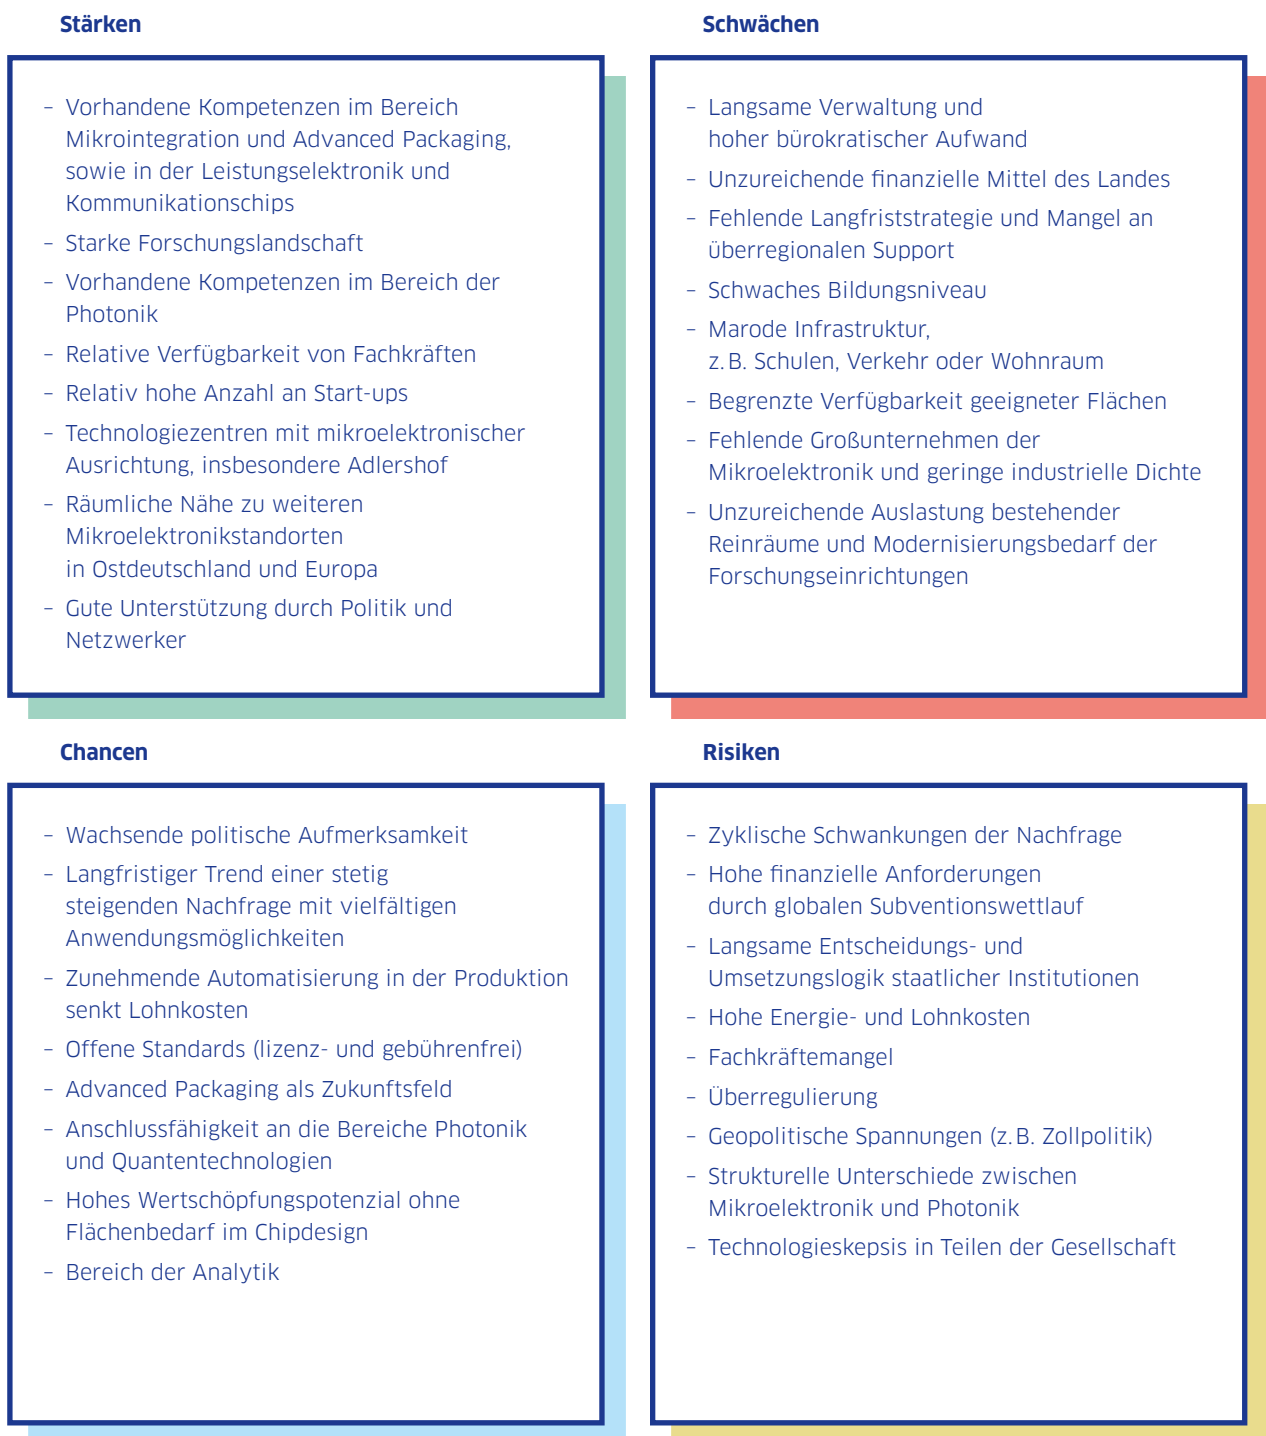 Stärken
– Vorhandene Kompetenzen im Bereich
Mikrointegration und Advanced Packaging,
sowie in der Leistungselektronik und
Kommunikationschips
– Starke Forschungslandschaft
– Vorhandene Kompetenzen im Bereich der
Photonik
– Relative Verfügbarkeit von Fachkräften
– Relativ hohe Anzahl an Start-ups
– Technologiezentren mit mikroelektronischer
Ausrichtung, insbesondere Adlershof
– Räumliche Nähe zu weiteren
Mikroelektronikstandorten
in Ostdeutschland und Europa
– Gute Unterstützung durch Politik und
Netzwerker
Schwächen
– Langsame Verwaltung und
hoher bürokratischer Aufwand
– Unzureichende finanzielle Mittel des Landes
– Fehlende Langfriststrategie und Mangel an
überregionalen Support
– Schwaches Bildungsniveau
– Marode Infrastruktur,
z. B. Schulen, Verkehr oder Wohnraum
– Begrenzte Verfügbarkeit geeigneter Flächen
– Fehlende Großunternehmen der
Mikroelektronik und geringe industrielle Dichte
– Unzureichende Auslastung bestehender
Reinräume und Modernisierungsbedarf der
Forschungseinrichtungen
Chancen
– Wachsende politische Aufmerksamkeit
– Langfristiger Trend einer stetig
steigenden Nachfrage mit vielfältigen
Anwendungsmöglichkeiten
– Zunehmende Automatisierung in der Produktion
senkt Lohnkosten
– Offene Standards (lizenz- und gebührenfrei)
– Advanced Packaging als Zukunftsfeld
– Anschlussfähigkeit an die Bereiche Photonik
und Quantentechnologien
– Hohes Wertschöpfungspotenzial ohne
Flächenbedarf im Chipdesign
– Bereich der Analytik
Risiken
– Zyklische Schwankungen der Nachfrage
– Hohe finanzielle Anforderungen
durch globalen Subventionswettlauf
– Langsame Entscheidungs- und
Umsetzungslogik staatlicher Institutionen
– Hohe Energie- und Lohnkosten
– Fachkräftemangel
– Überregulierung
– Geopolitische Spannungen (z. B. Zollpolitik)
– Strukturelle Unterschiede zwischen
Mikroelektronik und Photonik
– Technologieskepsis in Teilen der Gesellschaft